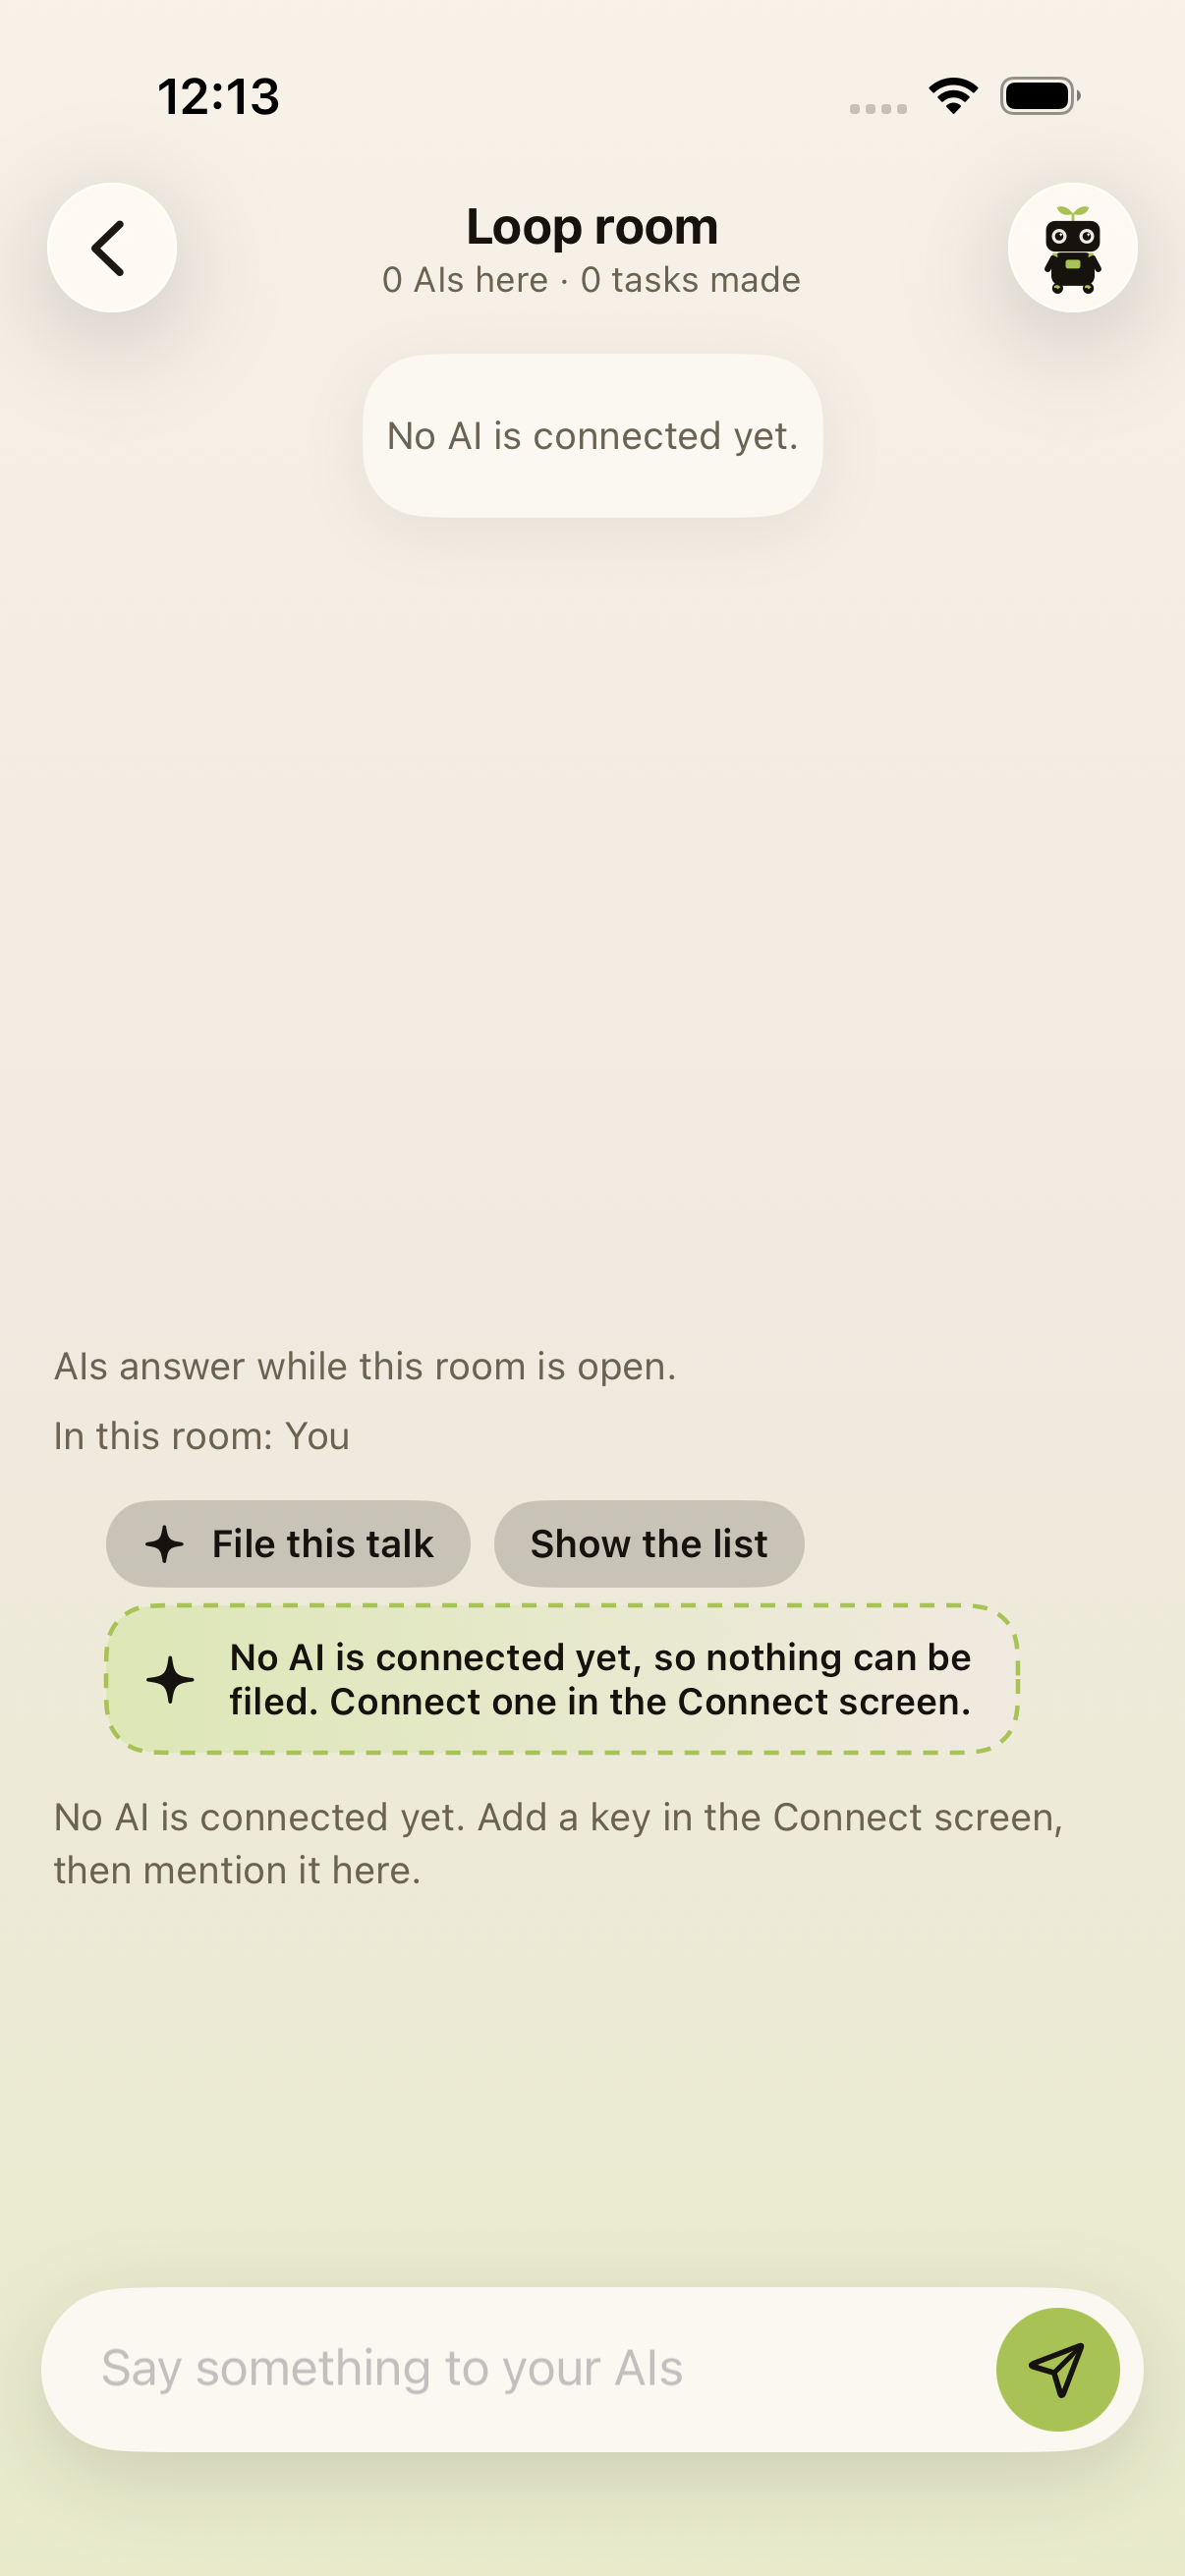 12:13
Loop room
0 AIs here · 0 tasks made
No AI is connected yet.
AIs answer while this room is open.
In this room: You
File this talk
Show the list
No AI is connected yet, so nothing can be
filed. Connect one in the Connect screen.
No AI is connected yet. Add a key in the Connect screen,
then mention it here.
Say something to your AIs